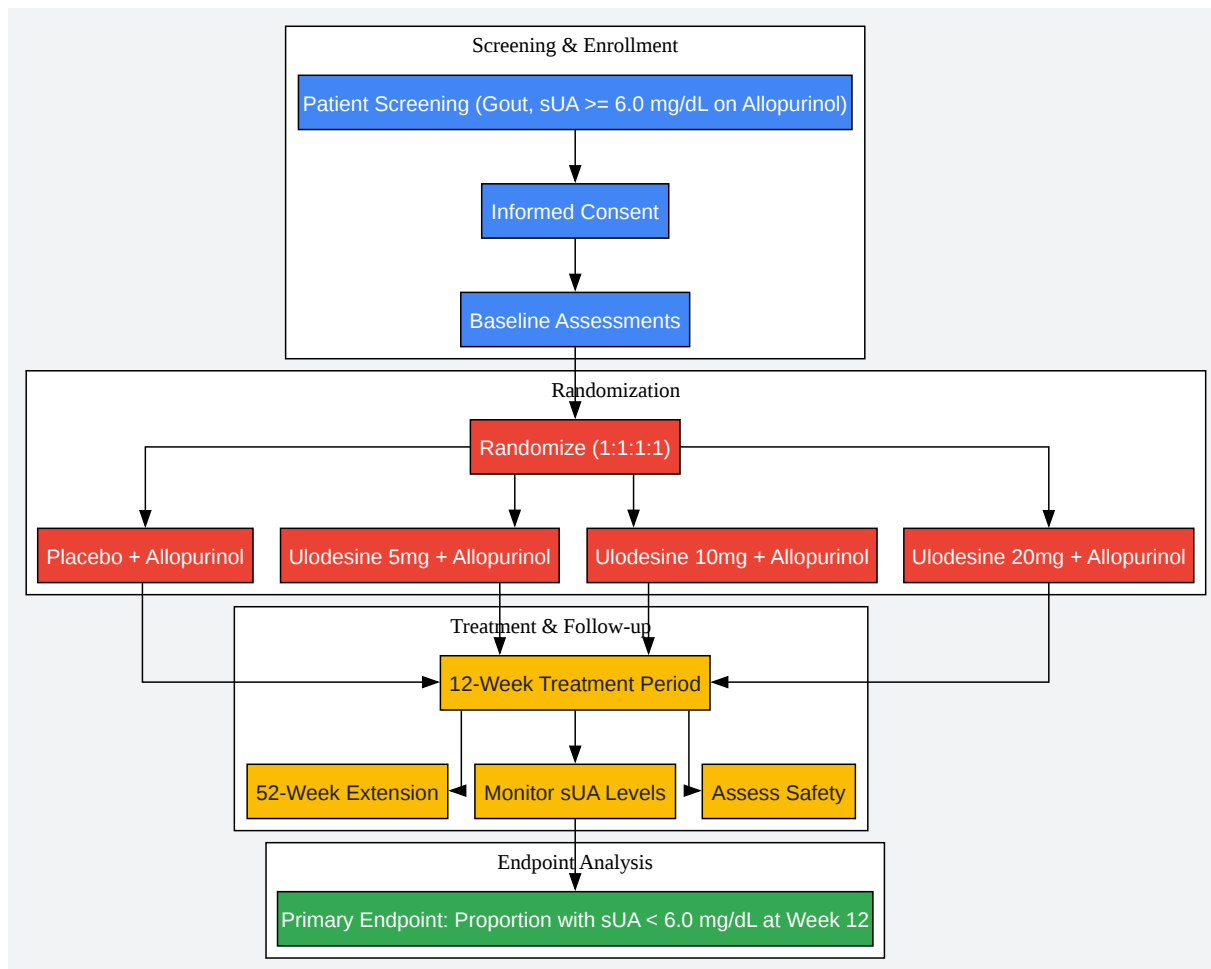 Screening & Enrollment
Patient Screening (Gout, sUA >= 6.0 mg/dL on Allopurinol)
Informed Consent
Baseline Assessments
Randomization
Randomize (1:1:1:1)
Placebo + Allopurinol
Ulodesine 5mg + Allopurinol
Ulodesine 10mg + Allopurinol
Ulodesine 20mg + Allopurinol
Treatment & Follow-up
12-Week Treatment Period
52-Week Extension
Monitor sUA Levels
Assess Safety
Endpoint Analysis
Primary Endpoint: Proportion with sUA < 6.0 mg/dL at Week 12